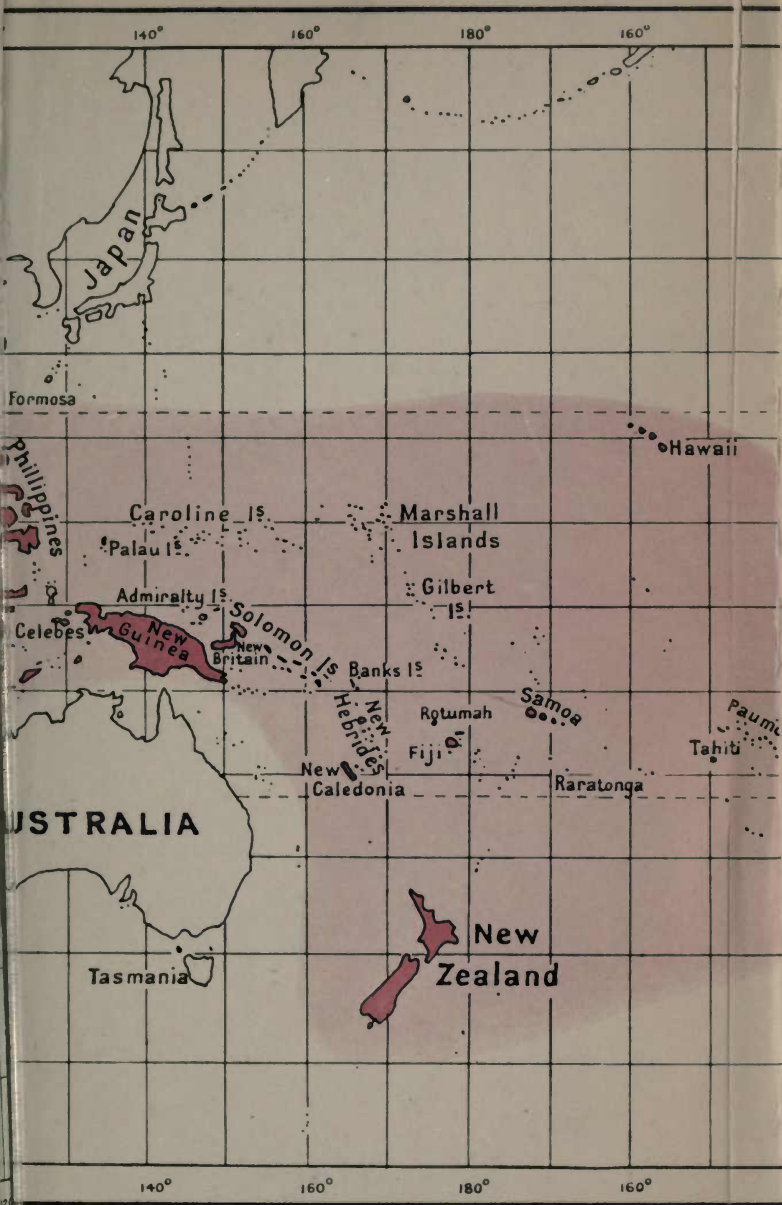 140° 160° 180° 160°
Japan
Formosa
Phillippines
Hawaii
Caroline Is
Marshall
Islands
Palau Is
Gilbert
Is
Admiralty Is
Solomon Is
Celebes
New
Guinea
New
Britain
Banks Is
New
Hebrides
Rotumah
Samoa
Fiji
Tahiti
New
Caledonia
Raratonga
USTRALIA
New
Zealand
Tasmania
140° 160° 180° 160°